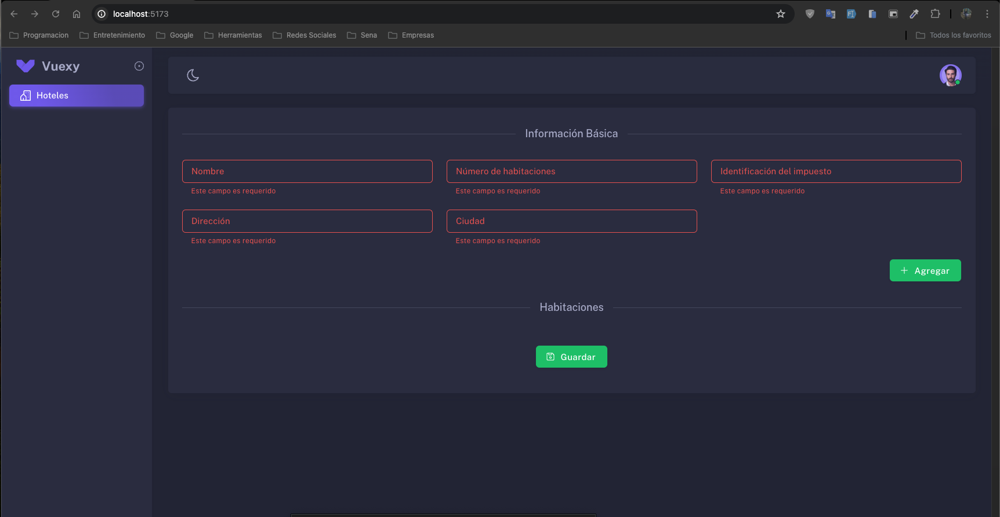 localhost:5173
Programacion Entretenimiento Google Herramientas Redes Sociales Sena Empresas Todos los favoritos
Vuexy
Hoteles
Información Básica
Nombre Número de habitaciones Identificación del impuesto
Este campo es requerido Este campo es requerido Este campo es requerido
Dirección Ciudad
Este campo es requerido Este campo es requerido
Agregar
Habitaciones
Guardar